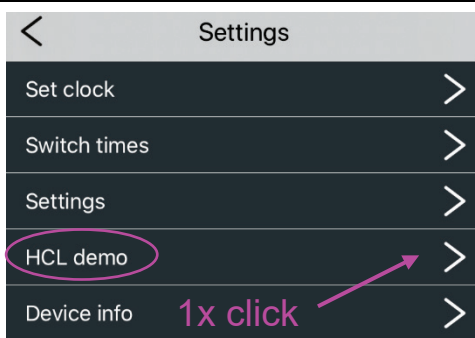 Settings
Set clock
Switch times
Settings
HCL demo
Device info
1x click